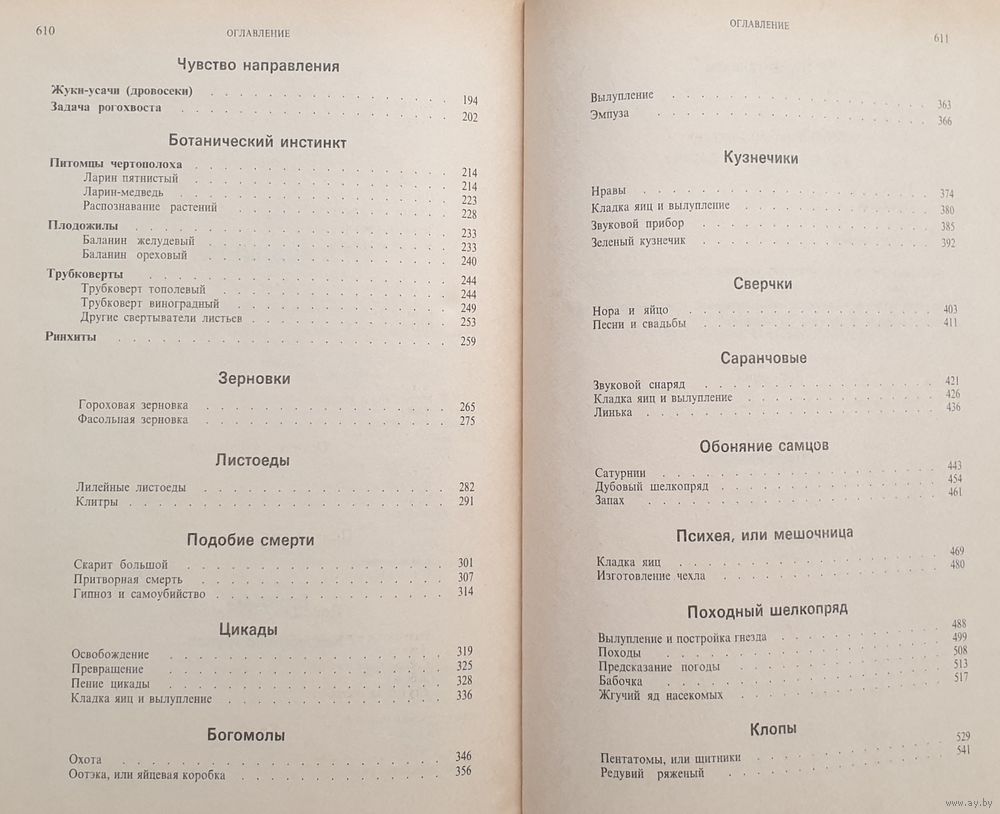 610
ОГЛАВЛЕНИЕ
Чувство направления
Жуки-усачи (дровосеки) . . . . . . . . . . . . 194
Задача рогохвоста . . . . . . . . . . . . 202
Ботанический инстинкт
Питомцы чертополоха . . . . . . . . . . . . 214
Ларин пятнистый . . . . . . . . . . . . 214
Ларин-медведь . . . . . . . . . . . . 223
Распознавание растений . . . . . . . . . . . . 228
Плодожилы . . . . . . . . . . . . 233
Баланин желудевый . . . . . . . . . . . . 233
Баланин ореховый . . . . . . . . . . . . 240
Трубковерты . . . . . . . . . . . . 244
Трубковерт тополевый . . . . . . . . . . . . 244
Трубковерт виноградный . . . . . . . . . . . . 249
Другие свертыватели листьев . . . . . . . . . . . . 253
Ринхиты . . . . . . . . . . . . 259
Зерновки
Гороховая зерновка . . . . . . . . . . . . 265
Фасольная зерновка . . . . . . . . . . . . 275
Листоеды
Лилейные листоеды . . . . . . . . . . . . 282
Клитры . . . . . . . . . . . . 291
Подобие смерти
Скарит большой . . . . . . . . . . . . 301
Притворная смерть . . . . . . . . . . . . 307
Гипноз и самоубийство . . . . . . . . . . . . 314
Цикады
Освобождение . . . . . . . . . . . . 319
Превращение . . . . . . . . . . . . 325
Пение цикады . . . . . . . . . . . . 328
Кладка яиц и вылупление . . . . . . . . . . . . 336
Богомолы
Охота . . . . . . . . . . . . 346
Оотэка, или яйцевая коробка . . . . . . . . . . . . 356
ОГЛАВЛЕНИЕ
611
Вылупление . . . . . . . . . . . . 363
Эмпуза . . . . . . . . . . . . 366
Кузнечики
Нравы . . . . . . . . . . . . 374
Кладка яиц и вылупление . . . . . . . . . . . . 380
Звуковой прибор . . . . . . . . . . . . 385
Зеленый кузнечик . . . . . . . . . . . . 392
Сверчки
Нора и яйцо . . . . . . . . . . . . 403
Песни и свадьбы . . . . . . . . . . . . 411
Саранчовые
Звуковой снаряд . . . . . . . . . . . . 421
Кладка яиц и вылупление . . . . . . . . . . . . 426
Линька . . . . . . . . . . . . 436
Обоняние самцов
Сатурнии . . . . . . . . . . . . 443
Дубовый шелкопряд . . . . . . . . . . . . 454
Запах . . . . . . . . . . . . 461
Психея, или мешочница
Кладка яиц . . . . . . . . . . . . 469
Изготовление чехла . . . . . . . . . . . . 480
Походный шелкопряд
Вылупление и постройка гнезда . . . . . . . . . . . . 488
Походы . . . . . . . . . . . . 499
Предсказание погоды . . . . . . . . . . . . 508
Бабочка . . . . . . . . . . . . 513
Жгучий яд насекомых . . . . . . . . . . . . 517
Клопы
Пентатомы, или щитники . . . . . . . . . . . . 529
Редувий ряженый . . . . . . . . . . . . 541
www.ay.by